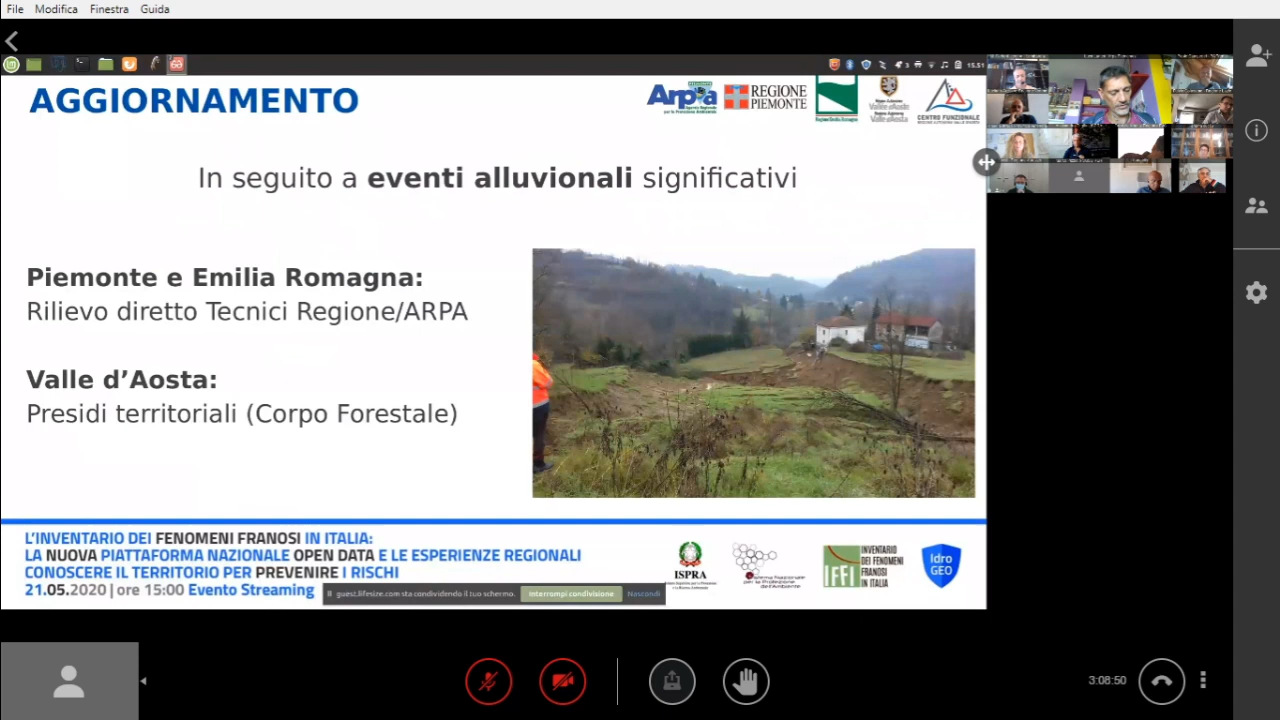 File Modifica Finestra Guida
15.51
AGGIORNAMENTO
Arpa
REGIONE
PIEMONTE
CENTRO FUNZIONALE
In seguito a eventi alluvionali significativi
Piemonte e Emilia Romagna:
Rilievo diretto Tecnici Regione/ARPA
Valle d’Aosta:
Presidi territoriali (Corpo Forestale)
L’INVENTARIO DEI FENOMENI FRANOSI IN ITALIA:
LA NUOVA PIATTAFORMA NAZIONALE OPEN DATA E LE ESPERIENZE REGIONALI
CONOSCERE IL TERRITORIO PER PREVENIRE I RISCHI
21.05.2020 | ore 15:00 Evento Streaming
guest.lifesize.com sta condividendo il tuo schermo. Interrompi condivisione Nascondi
ISPRA
IFFI
INVENTARIO
DEI FENOMENI
FRANOSI
IN ITALIA
Idro
GEO
3:08:50